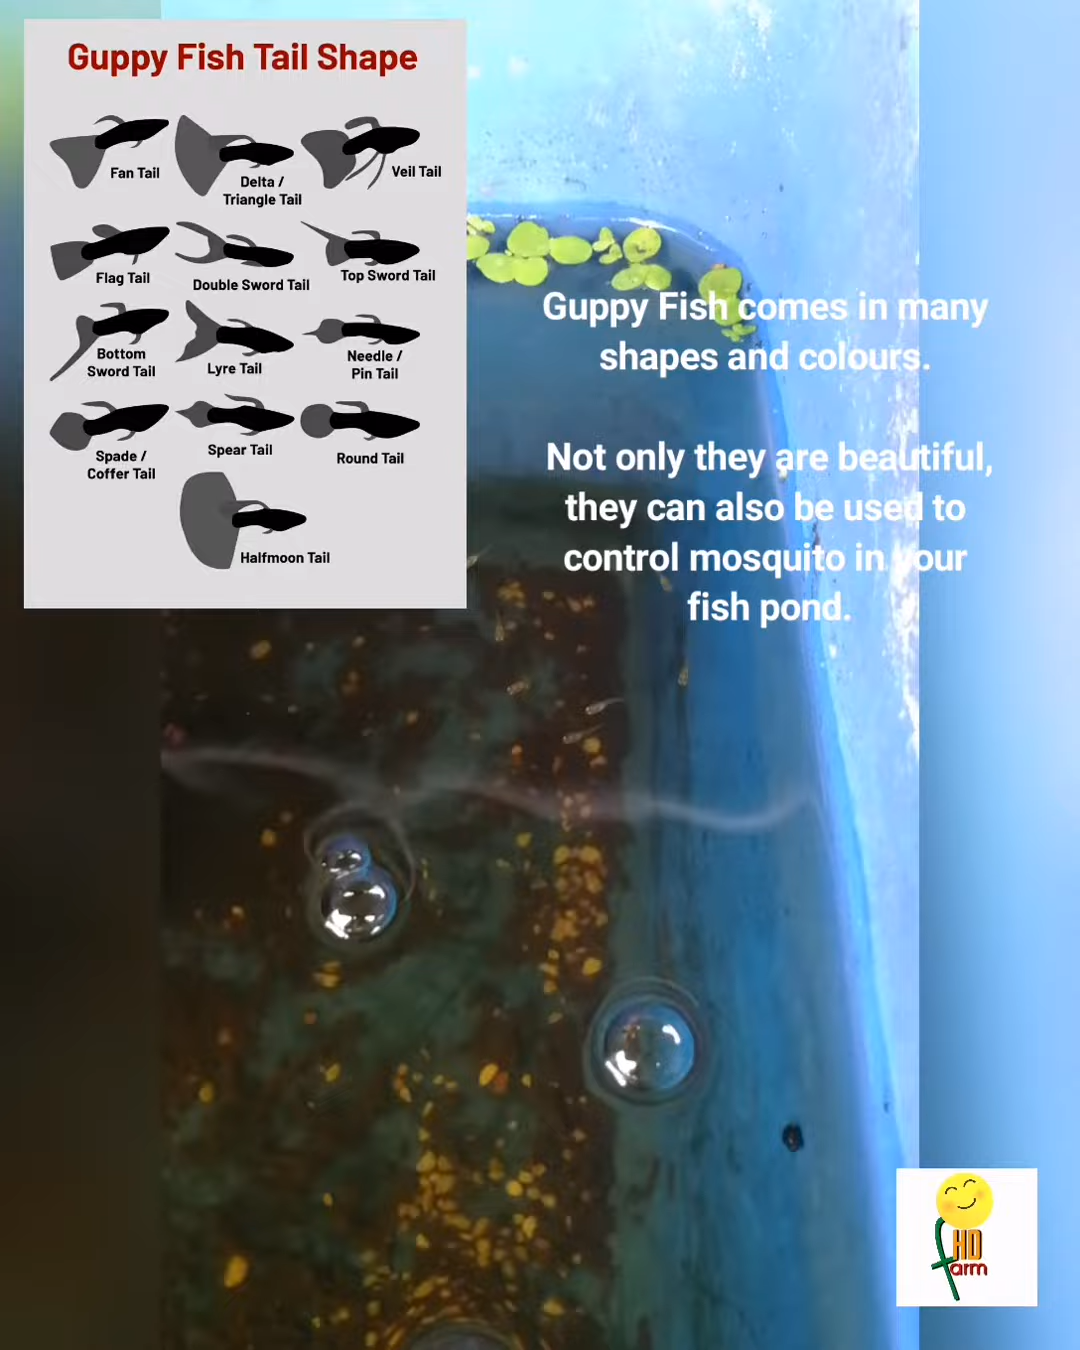 Guppy Fish Tail Shape
Fan Tail
Delta /
Triangle Tail
Veil Tail
Flag Tail
Double Sword Tail
Top Sword Tail
Bottom
Sword Tail
Lyre Tail
Needle /
Pin Tail
Spade /
Coffer Tail
Spear Tail
Round Tail
Halfmoon Tail
Guppy Fish comes in many
shapes and colours.
Not only they are beautiful,
they can also be used to
control mosquito in your
fish pond.
HD
farm